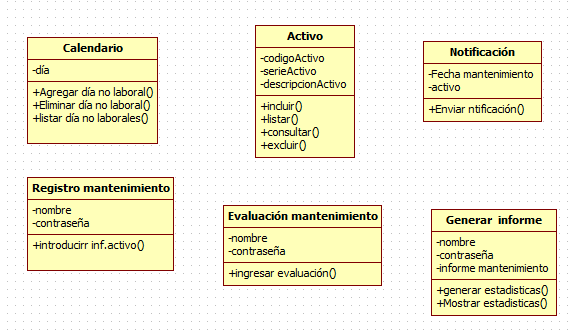 Calendario
-día
+Agregar día no laboral()
+Eliminar día no laboral()
+listar día no laborales()
Activo
-codigoActivo
-serieActivo
-descripcionActivo
+incluir()
+listar()
+consultar()
+excluir()
Notificación
-Fecha mantenimiento
-activo
+Enviar ntificación()
Registro mantenimiento
-nombre
-contraseña
+introducirr inf.activo()
Evaluación mantenimiento
-nombre
-contraseña
+ingresar evaluación()
Generar informe
-nombre
-contraseña
-informe mantenimiento
+generar estadisticas()
+Mostrar estadisticas()